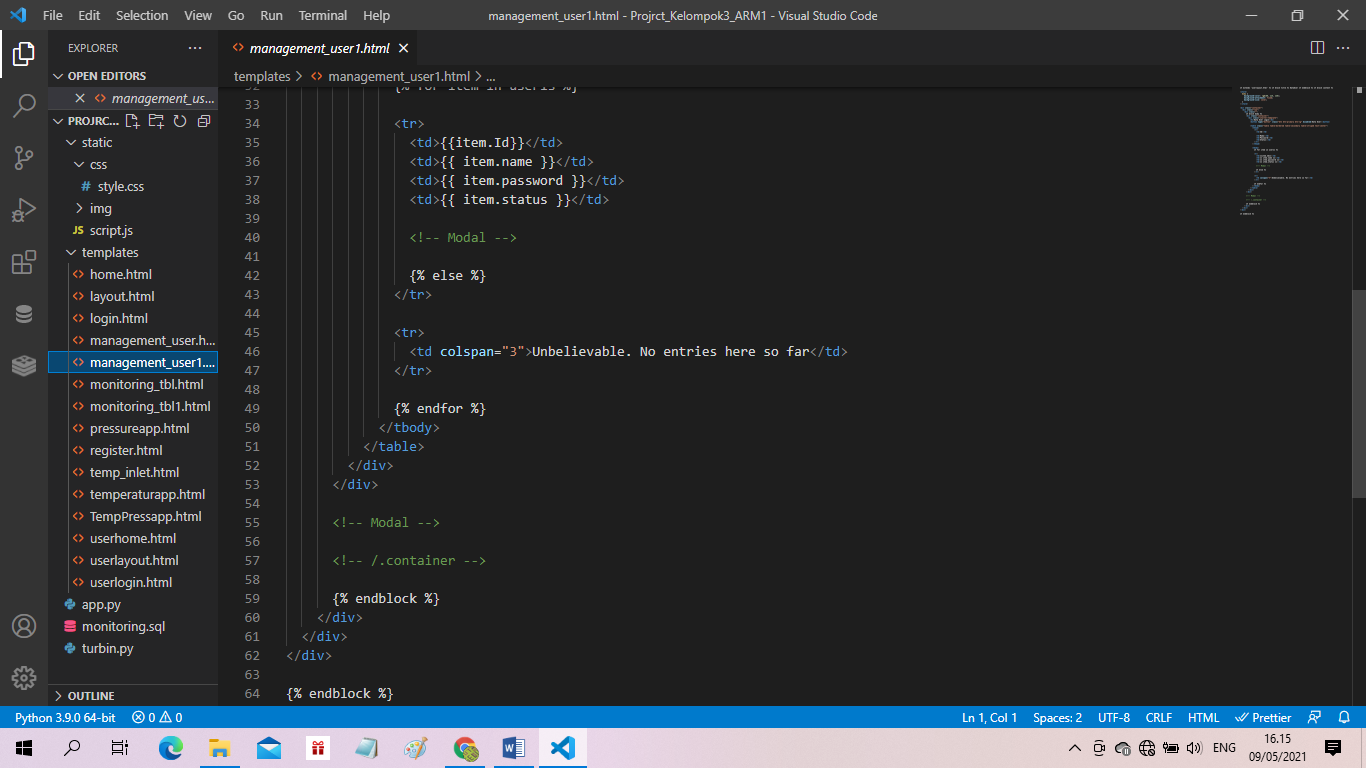 File Edit Selection View Go Run Terminal Help management_user1.html - Projrct_Kelompok3_ARM1 - Visual Studio Code
EXPLORER
OPEN EDITORS
management_us...
PROJRC...
static
css
# style.css
img
JS script.js
templates
home.html
layout.html
login.html
management_user.h...
management_user1....
monitoring_tbl.html
monitoring_tbl1.html
pressureapp.html
register.html
temp_inlet.html
temperaturapp.html
TempPressapp.html
userhome.html
userlayout.html
userlogin.html
app.py
monitoring.sql
turbin.py
OUTLINE
management_user1.html
templates > management_user1.html > ...
32 {% for item in userls %}
33
34 <tr>
35 <td>{{item.Id}}</td>
36 <td>{{ item.name }}</td>
37 <td>{{ item.password }}</td>
38 <td>{{ item.status }}</td>
39
40 <!-- Modal -->
41
42 {% else %}
43 </tr>
44
45 <tr>
46 <td colspan="3">Unbelievable. No entries here so far</td>
47 </tr>
48
49 {% endfor %}
50 </tbody>
51 </table>
52 </div>
53 </div>
54
55 <!-- Modal -->
56
57 <!-- /.container -->
58
59 {% endblock %}
60 </div>
61 </div>
62 </div>
63
64 {% endblock %}
Python 3.9.0 64-bit 0 0 Ln 1, Col 1 Spaces: 2 UTF-8 CRLF HTML Prettier
ENG
16.15
09/05/2021